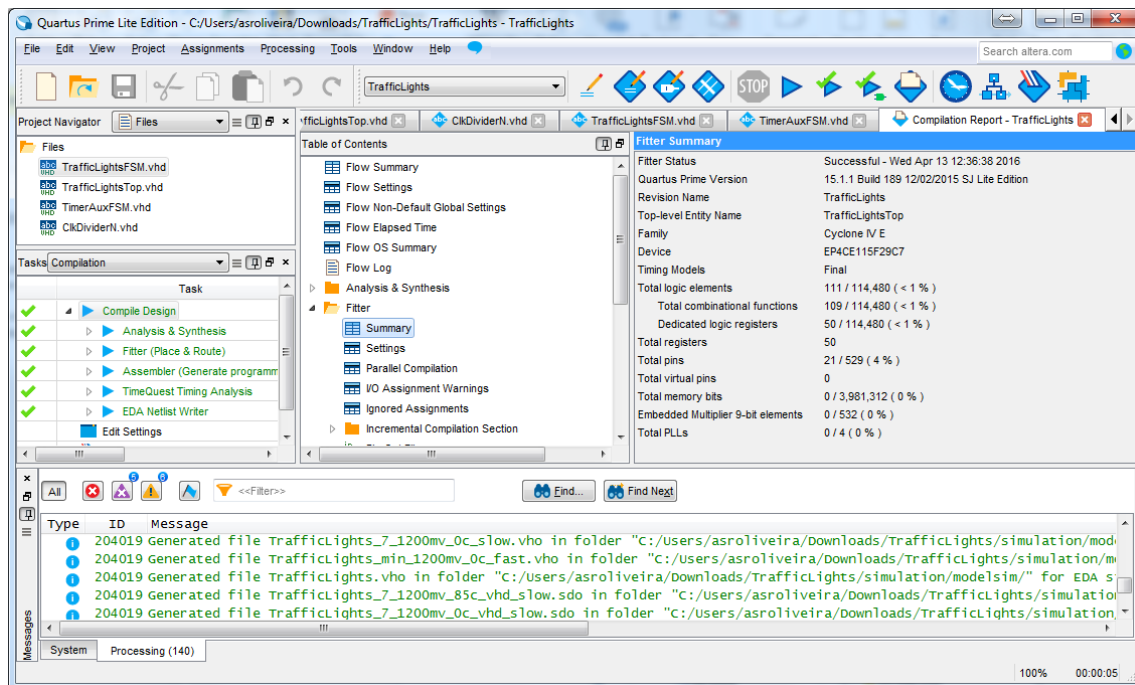 Quartus Prime Lite Edition - C:/Users/asroliveira/Downloads/TrafficLights/TrafficLights - TrafficLights
File Edit View Project Assignments Processing Tools Window Help
Search altera.com
TrafficLights
STOP
Project Navigator Files
Files
TrafficLightsFSM.vhd
TrafficLightsTop.vhd
TimerAuxFSM.vhd
ClkDividerN.vhd
Tasks Compilation
Task
Compile Design
Analysis & Synthesis
Fitter (Place & Route)
Assembler (Generate programm
TimeQuest Timing Analysis
EDA Netlist Writer
Edit Settings
fficLightsTop.vhd ClkDividerN.vhd TrafficLightsFSM.vhd TimerAuxFSM.vhd Compilation Report - TrafficLights
Table of Contents
Flow Summary
Flow Settings
Flow Non-Default Global Settings
Flow Elapsed Time
Flow OS Summary
Flow Log
Analysis & Synthesis
Fitter
Summary
Settings
Parallel Compilation
I/O Assignment Warnings
Ignored Assignments
Incremental Compilation Section
Fitter Summary
Fitter Status Successful - Wed Apr 13 12:36:38 2016
Quartus Prime Version 15.1.1 Build 189 12/02/2015 SJ Lite Edition
Revision Name TrafficLights
Top-level Entity Name TrafficLightsTop
Family Cyclone IV E
Device EP4CE115F29C7
Timing Models Final
Total logic elements 111 / 114,480 ( < 1 % )
Total combinational functions 109 / 114,480 ( < 1 % )
Dedicated logic registers 50 / 114,480 ( < 1 % )
Total registers 50
Total pins 21 / 529 ( 4 % )
Total virtual pins 0
Total memory bits 0 / 3,981,312 ( 0 % )
Embedded Multiplier 9-bit elements 0 / 532 ( 0 % )
Total PLLs 0 / 4 ( 0 % )
All 5 6 <<Filter>> Find... Find Next
Type ID Message
204019 Generated file TrafficLights_7_1200mv_0c_slow.vho in folder "C:/Users/asroliveira/Downloads/TrafficLights/simulation/mod
204019 Generated file TrafficLights_min_1200mv_0c_fast.vho in folder "C:/Users/asroliveira/Downloads/TrafficLights/simulation/m
204019 Generated file TrafficLights.vho in folder "C:/Users/asroliveira/Downloads/TrafficLights/simulation/modelsim/" for EDA s
204019 Generated file TrafficLights_7_1200mv_85c_vhd_slow.sdo in folder "C:/Users/asroliveira/Downloads/TrafficLights/simulatio
204019 Generated file TrafficLights_7_1200mv_0c_vhd_slow.sdo in folder "C:/Users/asroliveira/Downloads/TrafficLights/simulation
Messages
System Processing (140)
100% 00:00:05